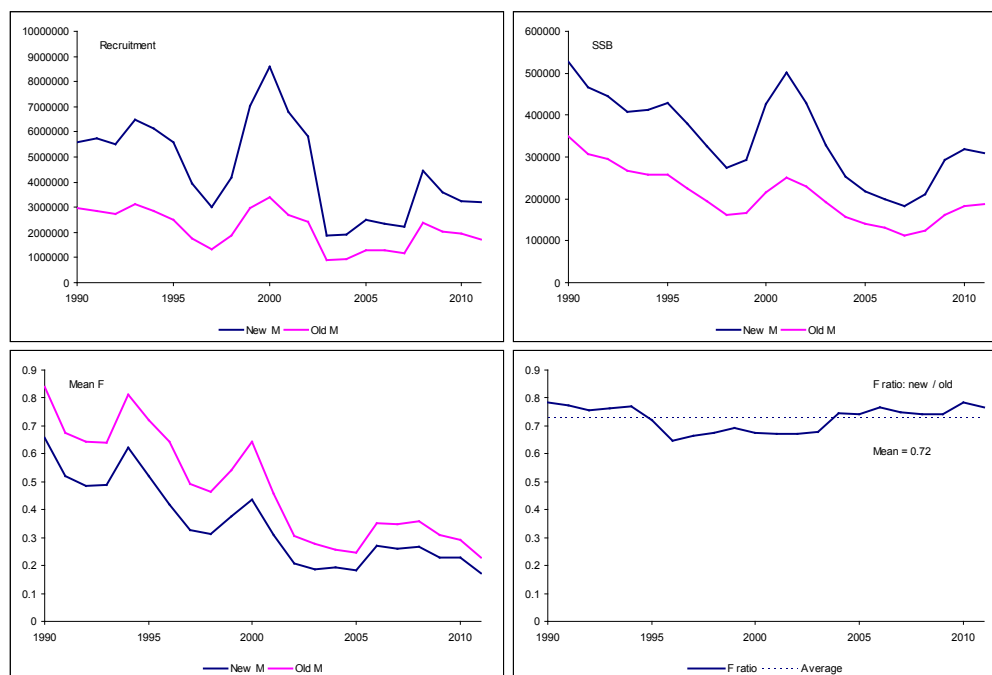 Recruitment
10000000
9000000
8000000
7000000
6000000
5000000
4000000
3000000
2000000
1000000
0
1990 1995 2000 2005 2010
New M Old M
SSB
600000
500000
400000
300000
200000
100000
0
1990 1995 2000 2005 2010
New M Old M
Mean F
0.9
0.8
0.7
0.6
0.5
0.4
0.3
0.2
0.1
0
1990 1995 2000 2005 2010
New M Old M
F ratio: new / old
0.9
0.8
0.7
0.6
0.5
0.4
0.3
0.2
0.1
0
Mean = 0.72
1990 1995 2000 2005 2010
F ratio Average